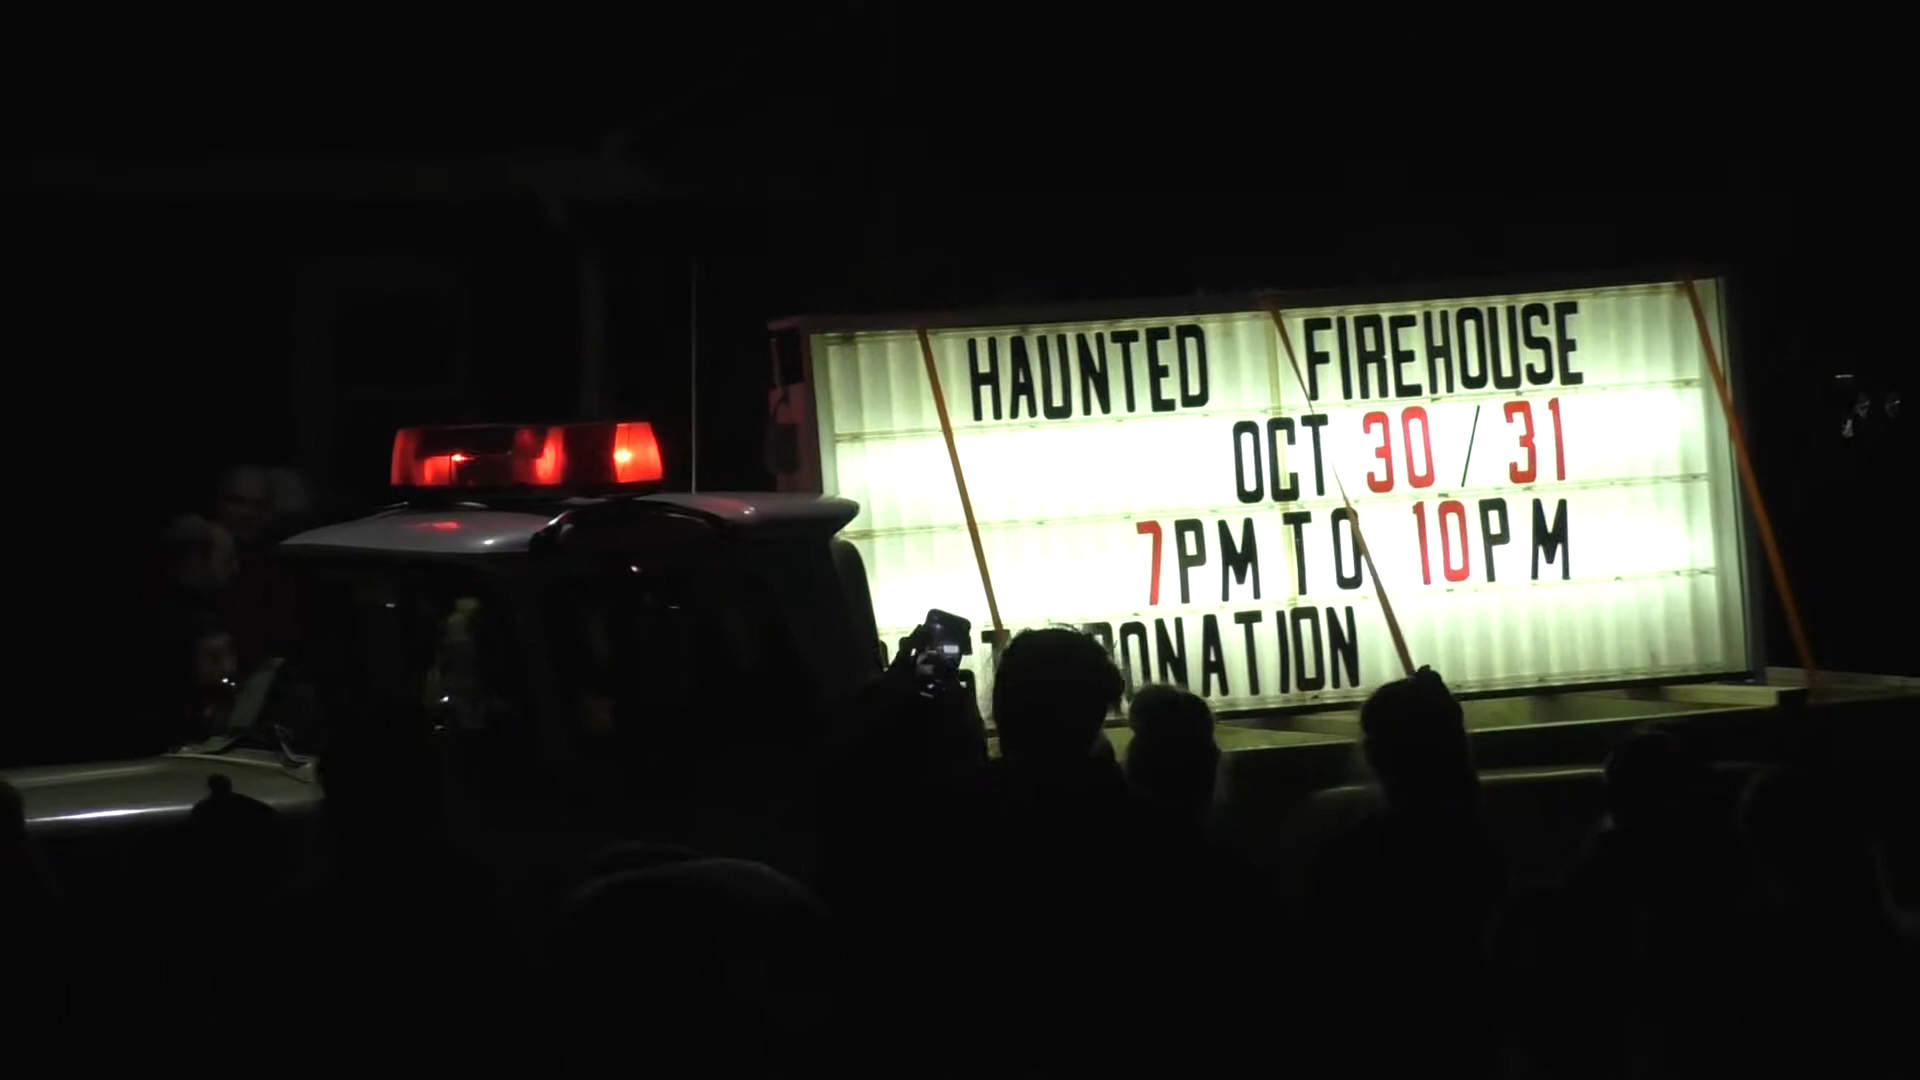 HAUNTED FIREHOUSE
OCT 30 / 31
7PM TO 10PM
DONATION